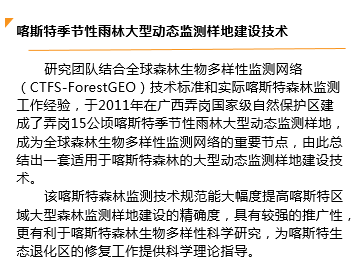 喀斯特季节性雨林大型动态监测样地建设技术
研究团队结合全球森林生物多样性监测网络
（CTFS-ForestGEO）技术标准和实际喀斯特森林监测
工作经验，于2011年在广西弄岗国家级自然保护区建
成了弄岗15公顷喀斯特季节性雨林大型动态监测样地，
成为全球森林生物多样性监测网络的重要节点，由此总
结出一套适用于喀斯特森林的大型动态监测样地建设技
术。
该喀斯特森林监测技术规范能大幅度提高喀斯特区
域大型森林监测样地建设的精确度，具有较强的推广性，
更有利于喀斯特森林生物多样性科学研究，为喀斯特生
态退化区的修复工作提供科学理论指导。